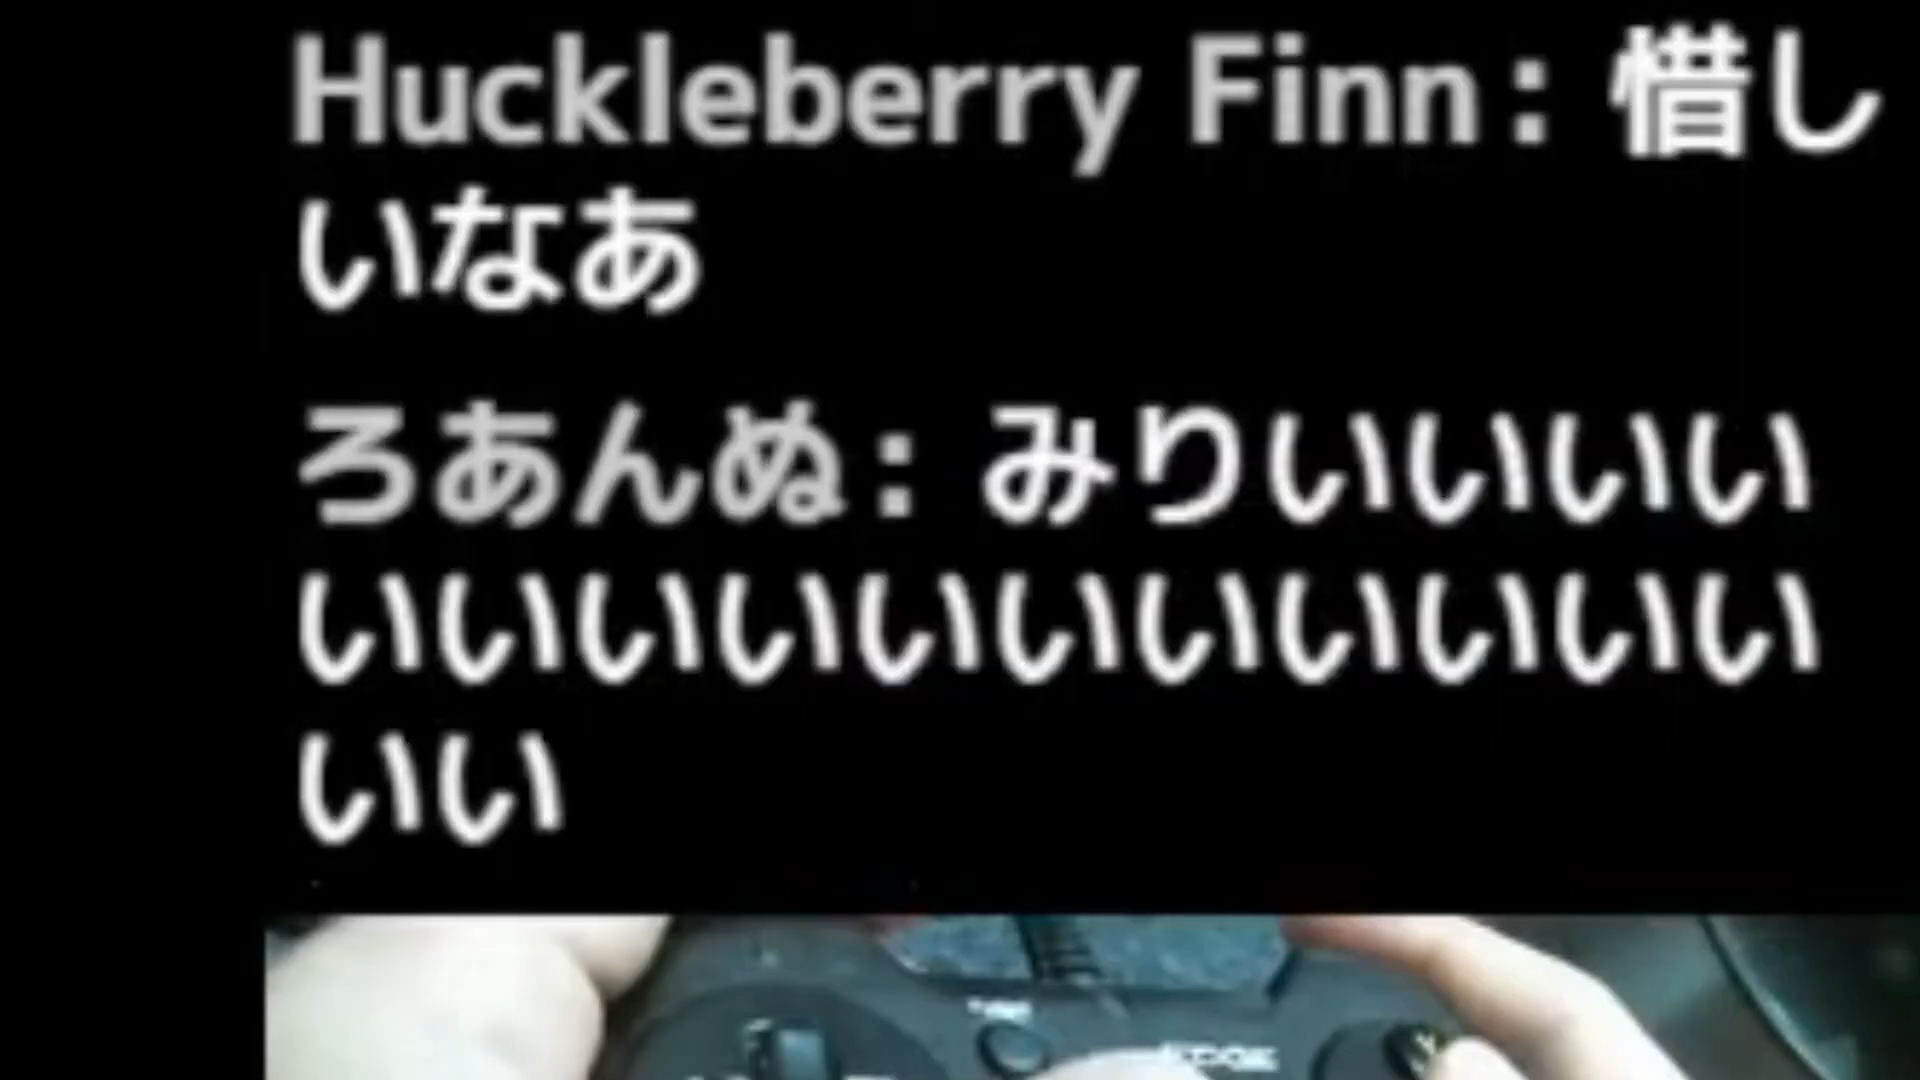 Huckleberry Finn: 惜し
いなあ
ろあんぬ: みりいいいい
いいいいいいいいいいい
いい